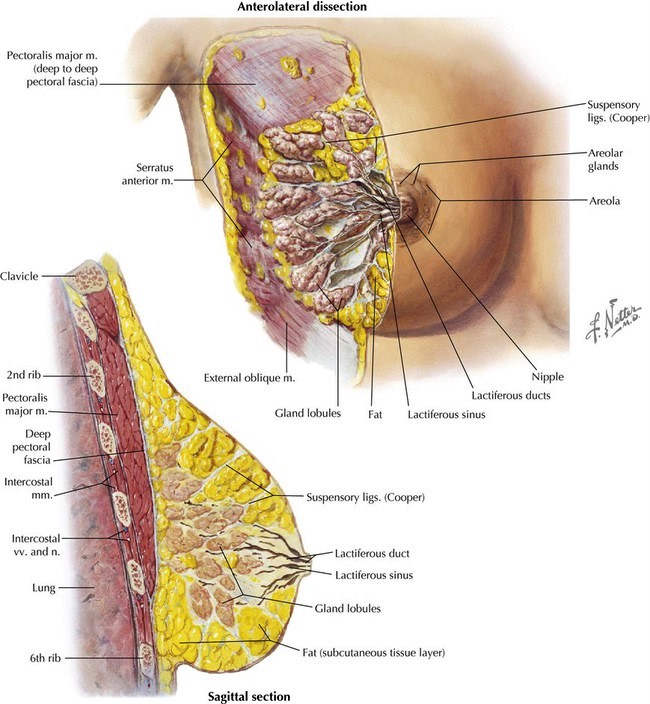 Anterolateral dissection
Pectoralis major m.
(deep to deep
pectoral fascia)
Suspensory
ligs. (Cooper)
Areolar
glands
Serratus
anterior m.
Areola
Clavicle
F. Netter
M.D.
2nd rib
External oblique m.
Nipple
Lactiferous ducts
Gland lobules
Fat
Lactiferous sinus
Pectoralis
major m.
Deep
pectoral
fascia
Intercostal
mm.
Suspensory ligs. (Cooper)
Intercostal
vv. and n.
Lactiferous duct
Lactiferous sinus
Lung
Gland lobules
Fat (subcutaneous tissue layer)
6th rib
Sagittal section